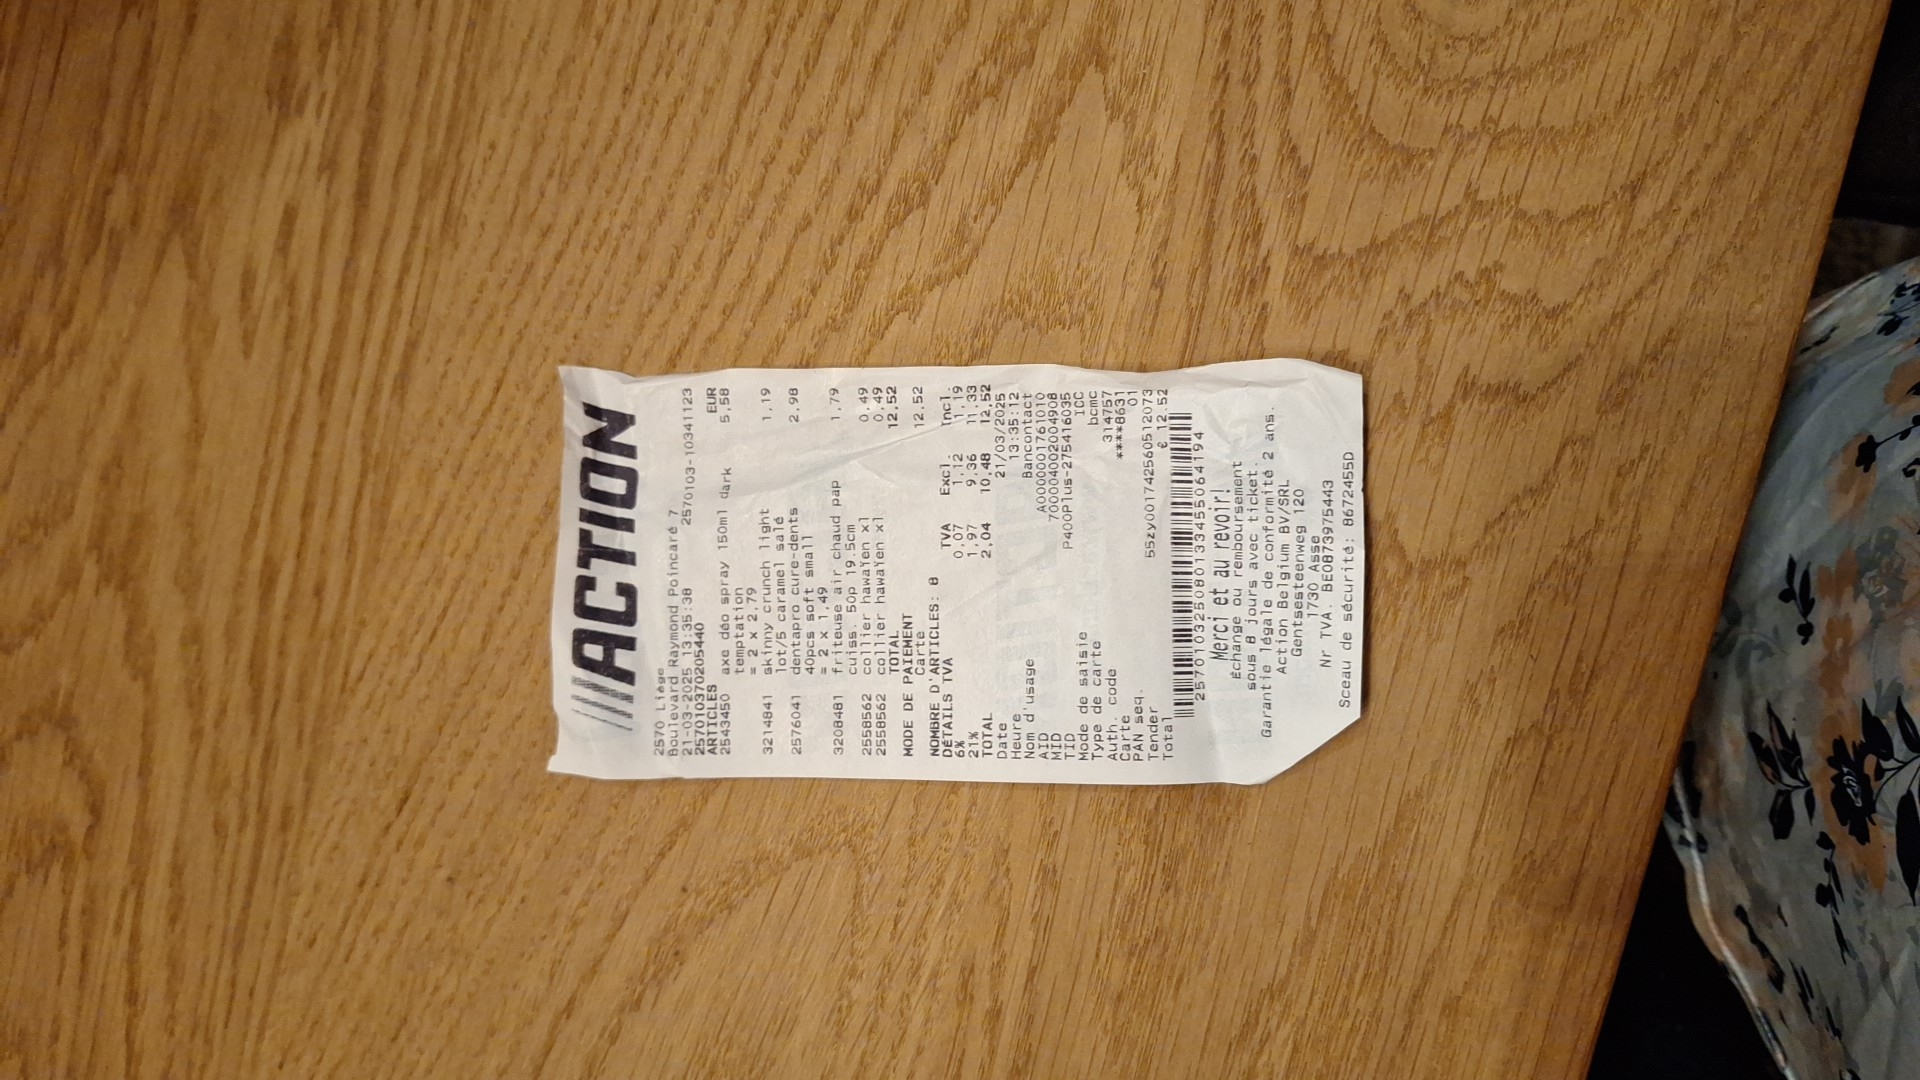 ACTION
2570 Liège
Boulevard Raymond Poincaré 7
21-03-2025 13:35:38 2570103-10341123
2570103702054​40
ARTICLES EUR
2543450 axe déo spray 150ml dark 5,58
temptation
= 2 x 2,79
3214841 skinny crunch light 1,19
lot/5 caramel salé
2576041 dentapro cure-dents 2,98
40pcs soft small
= 2 x 1,49
3208481 friteuse air chaud pap 1,79
cuiss. 50p 19.5cm
2558562 collier hawaïen xl 0,49
2558562 collier hawaïen xl 0,49
TOTAL 12,52
MODE DE PAIEMENT
Carte 12,52
NOMBRE D'ARTICLES: 8
DÉTAILS TVA TVA Excl. Incl.
6% 0,07 1,12 1,19
21% 1,97 9,36 11,33
TOTAL 2,04 10,48 12,52
Date 21/03/2025
Heure 13:35:12
Nom d'usage Bancontact
AID A0000001761010
MID 700004002004908
TID P400Plus-275416035
Mode de saisie ICC
Type de carte bcmc
Auth. code 314757
Carte ****8631
PAN seq. 01
Tender 55zy001742560512073
Total € 12.52
2570103250801334550​64194
Merci et au revoir!
Échange ou remboursement
sous 8 jours avec ticket.
Garantie légale de conformité 2 ans.
Action Belgium BV/SRL
Gentsesteenweg 120
1730 Asse
Nr TVA. BE0873975443
Sceau de sécurité: 8672455D